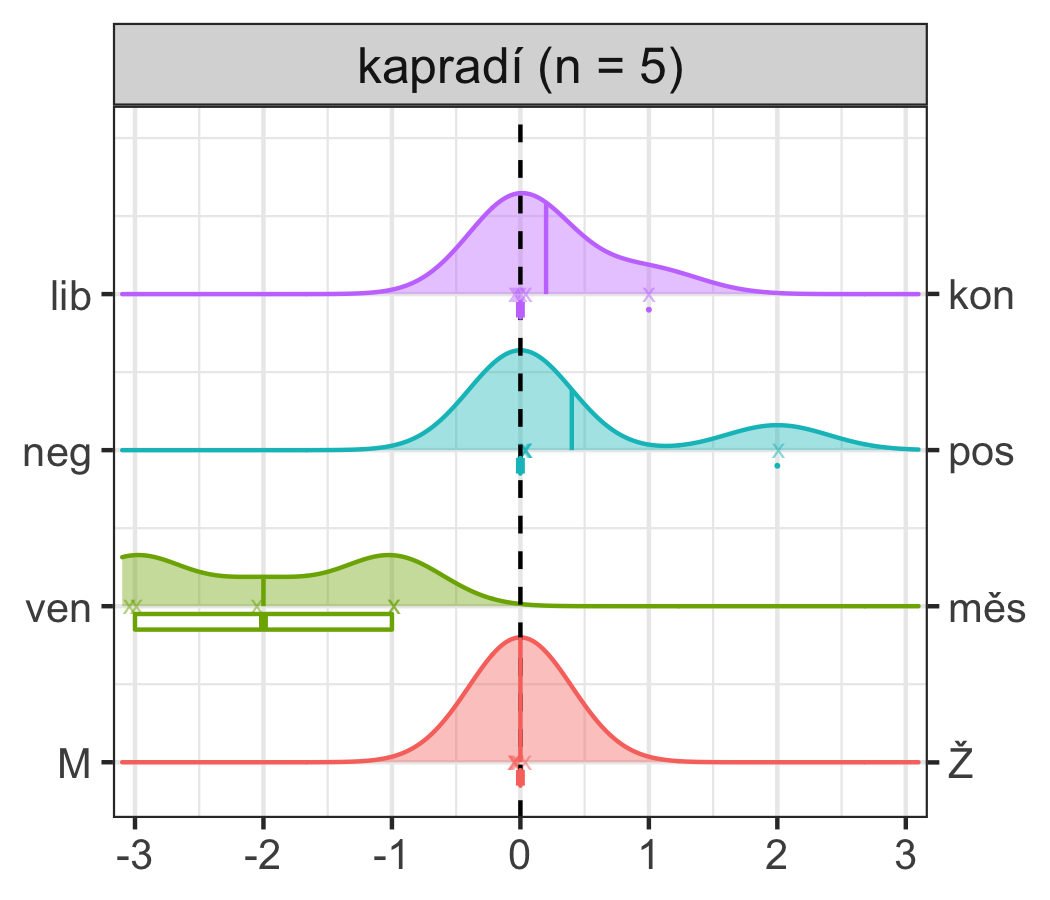 kapradí (n = 5)
lib kon
neg pos
ven měs
M Ž
-3 -2 -1 0 1 2 3